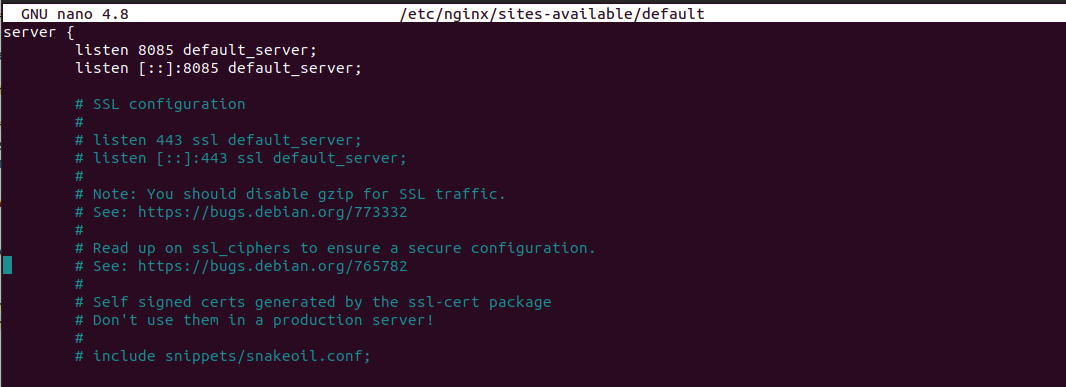 GNU nano 4.8 /etc/nginx/sites-available/default
server {
listen 8085 default_server;
listen [::]:8085 default_server;
# SSL configuration
#
# listen 443 ssl default_server;
# listen [::]:443 ssl default_server;
#
# Note: You should disable gzip for SSL traffic.
# See: https://bugs.debian.org/773332
#
# Read up on ssl_ciphers to ensure a secure configuration.
# See: https://bugs.debian.org/765782
#
# Self signed certs generated by the ssl-cert package
# Don't use them in a production server!
#
# include snippets/snakeoil.conf;